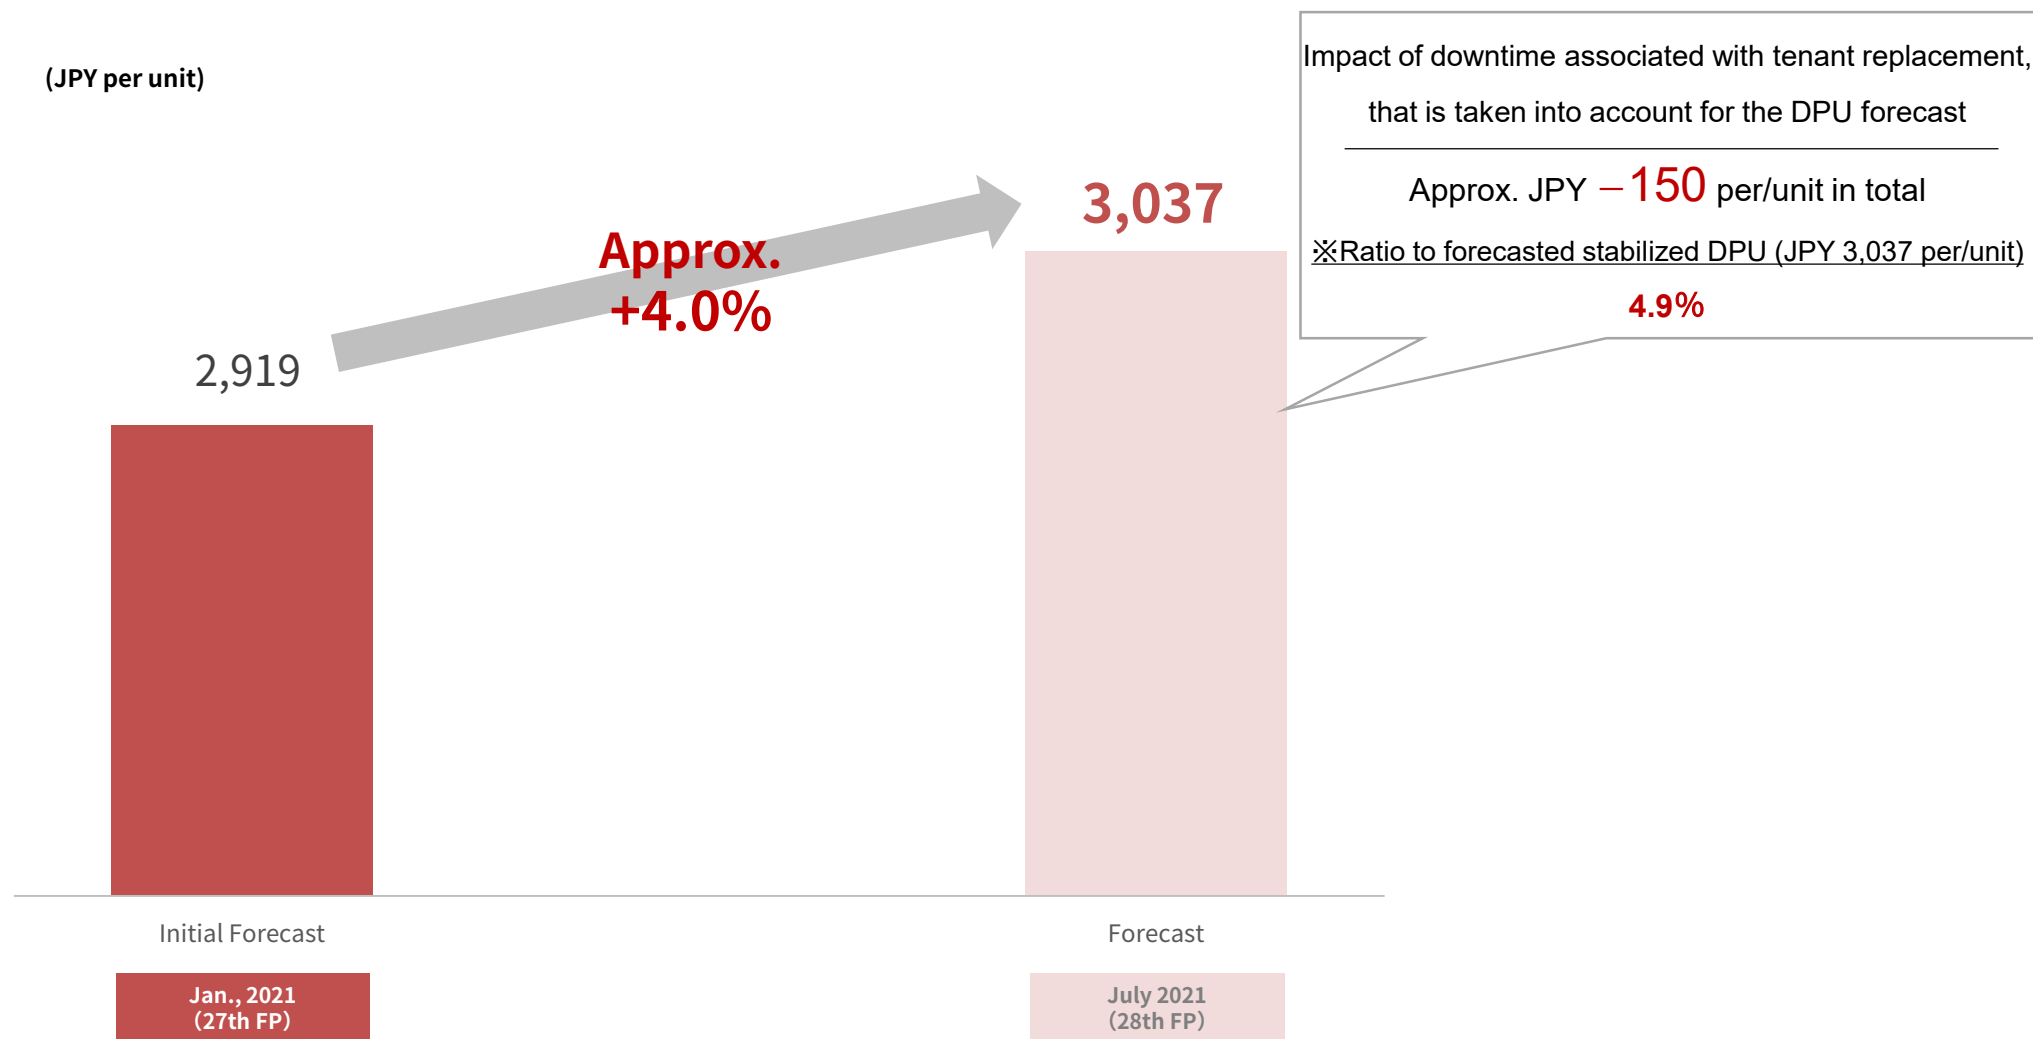 (JPY per unit)
Impact of downtime associated with tenant replacement,
that is taken into account for the DPU forecast
Approx. JPY －150 per/unit in total
※Ratio to forecasted stabilized DPU (JPY 3,037 per/unit)
4.9%
3,037
Approx.
+4.0%
2,919
Initial Forecast
Forecast
Jan., 2021
（27th FP）
July 2021
（28th FP）